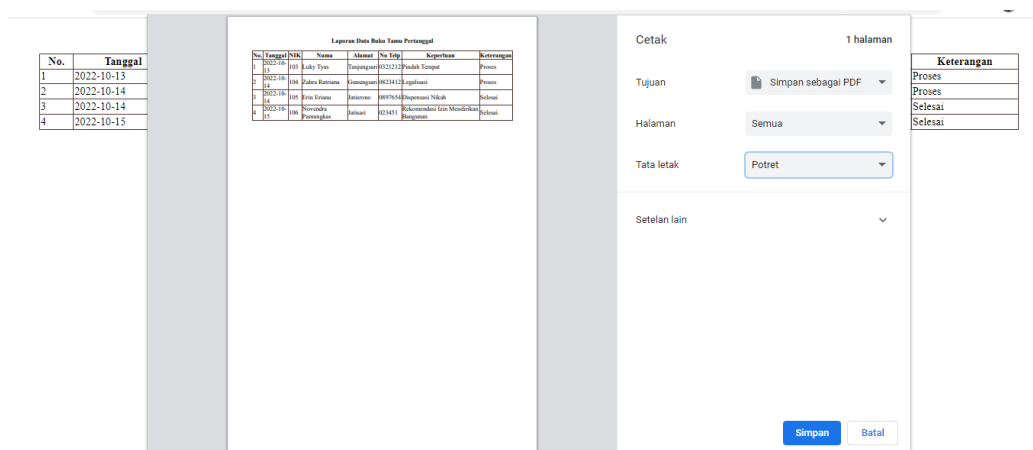 Laporan Data Buku Tamu Pertanggal
No. Tanggal NIK Nama Alamat No Telp Keperluan Keterangan
1 2022-10-13 103 Luky Tyas Tanjungsari 0321212 Pindah Tempat Proses
2 2022-10-14 104 Zahra Ratriana Gunungsari 0823412 Legalisasi Proses
3 2022-10-14 105 Erin Eriana Jatirono 0897654 Dispensasi Nikah Selesai
4 2022-10-15 106 Novendra Pamungkas Jatisari 023451 Rekomendasi Izin Mendirikan Bangunan Selesai
No. Tanggal
1 2022-10-13
2 2022-10-14
3 2022-10-14
4 2022-10-15
Cetak 1 halaman
Tujuan Simpan sebagai PDF
Halaman Semua
Tata letak Potret
Setelan lain
Simpan Batal
Keterangan
Proses
Proses
Selesai
Selesai